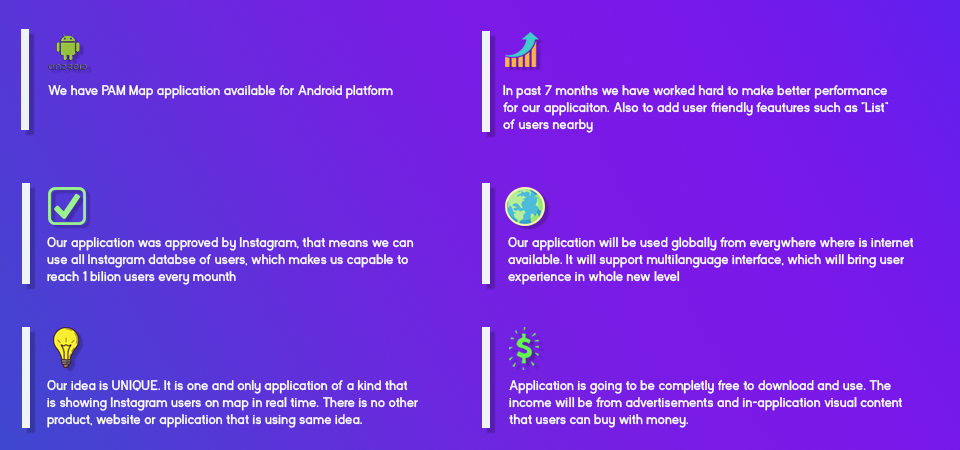 We have PAM Map application available for Android platform
In past 7 months we have worked hard to make better performance
for our applicaiton. Also to add user friendly feautures such as "List"
of users nearby
Our application was approved by Instagram, that means we can
use all Instagram databse of users, which makes us capable to
reach 1 bilion users every mounth
Our application will be used globally from everywhere where is internet
available. It will support multilanguage interface, which will bring user
experience in whole new level
Our idea is UNIQUE. It is one and only application of a kind that
is showing Instagram users on map in real time. There is no other
product, website or application that is using same idea.
Application is going to be completly free to download and use. The
income will be from advertisements and in-application visual content
that users can buy with money.